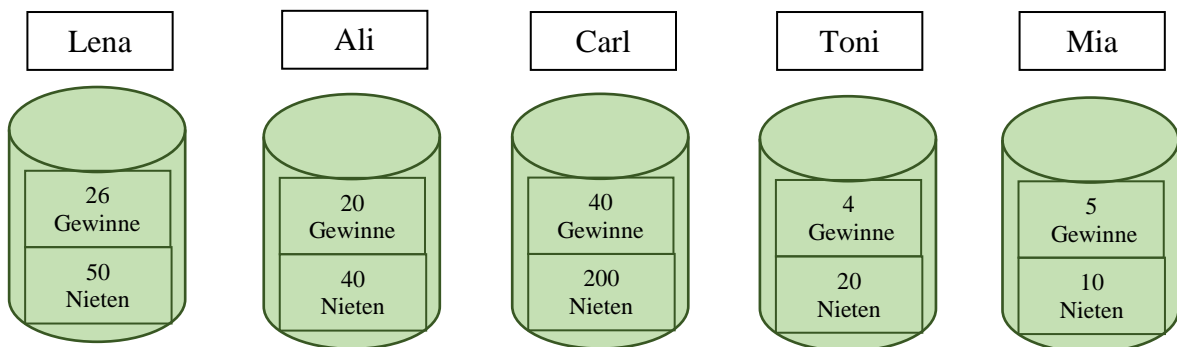 Lena
Ali
Carl
Toni
Mia
26
Gewinne
50
Nieten
20
Gewinne
40
Nieten
40
Gewinne
200
Nieten
4
Gewinne
20
Nieten
5
Gewinne
10
Nieten